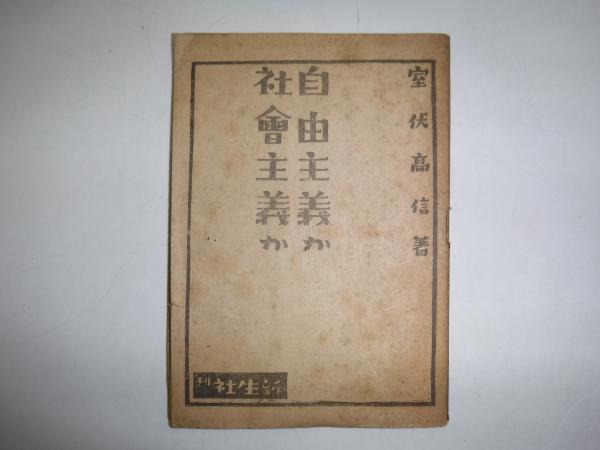 室伏高信著
自由主義か
社會主義か
新生社刊